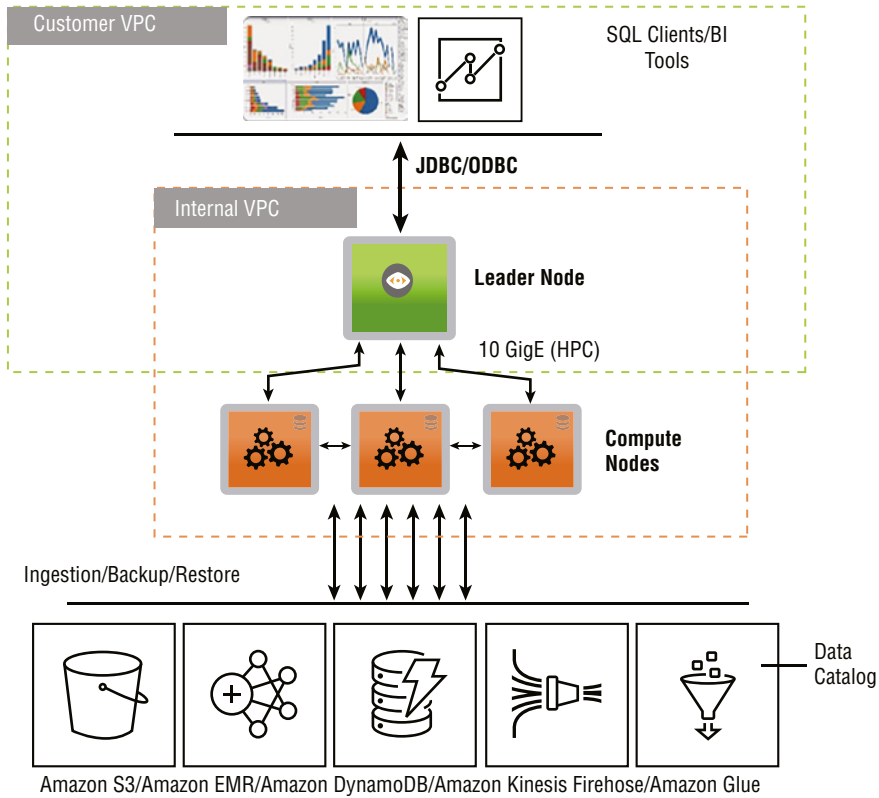 Customer VPC
SQL Clients/BI
Tools
JDBC/ODBC
Internal VPC
Leader Node
10 GigE (HPC)
Compute
Nodes
Ingestion/Backup/Restore
Data
Catalog
Amazon S3/Amazon EMR/Amazon DynamoDB/Amazon Kinesis Firehose/Amazon Glue